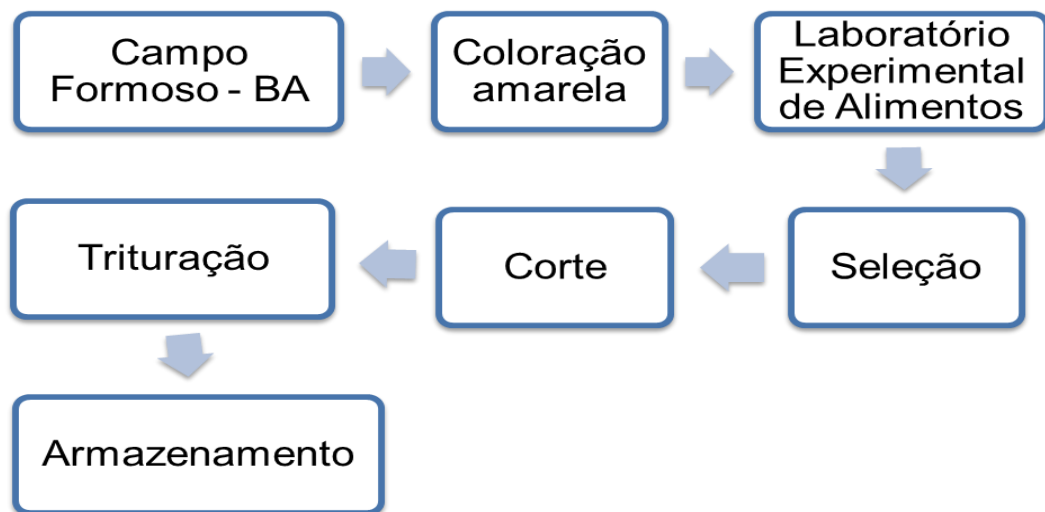 Campo
Formoso - BA
Coloração
amarela
Laboratório
Experimental
de Alimentos
Seleção
Corte
Trituração
Armazenamento